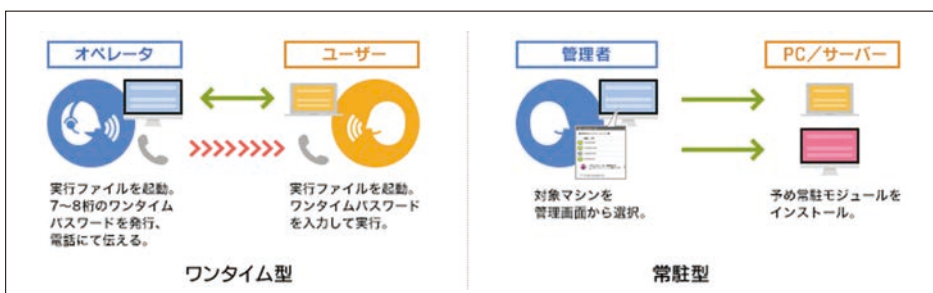 オペレータ
ユーザー
実行ファイルを起動。
7〜8桁のワンタイム
パスワードを発行、
電話にて伝える。
実行ファイルを起動。
ワンタイムパスワード
を入力して実行。
ワンタイム型
管理者
PC／サーバー
対象マシンを
管理画面から選択。
予め常駐モジュールを
インストール。
常駐型